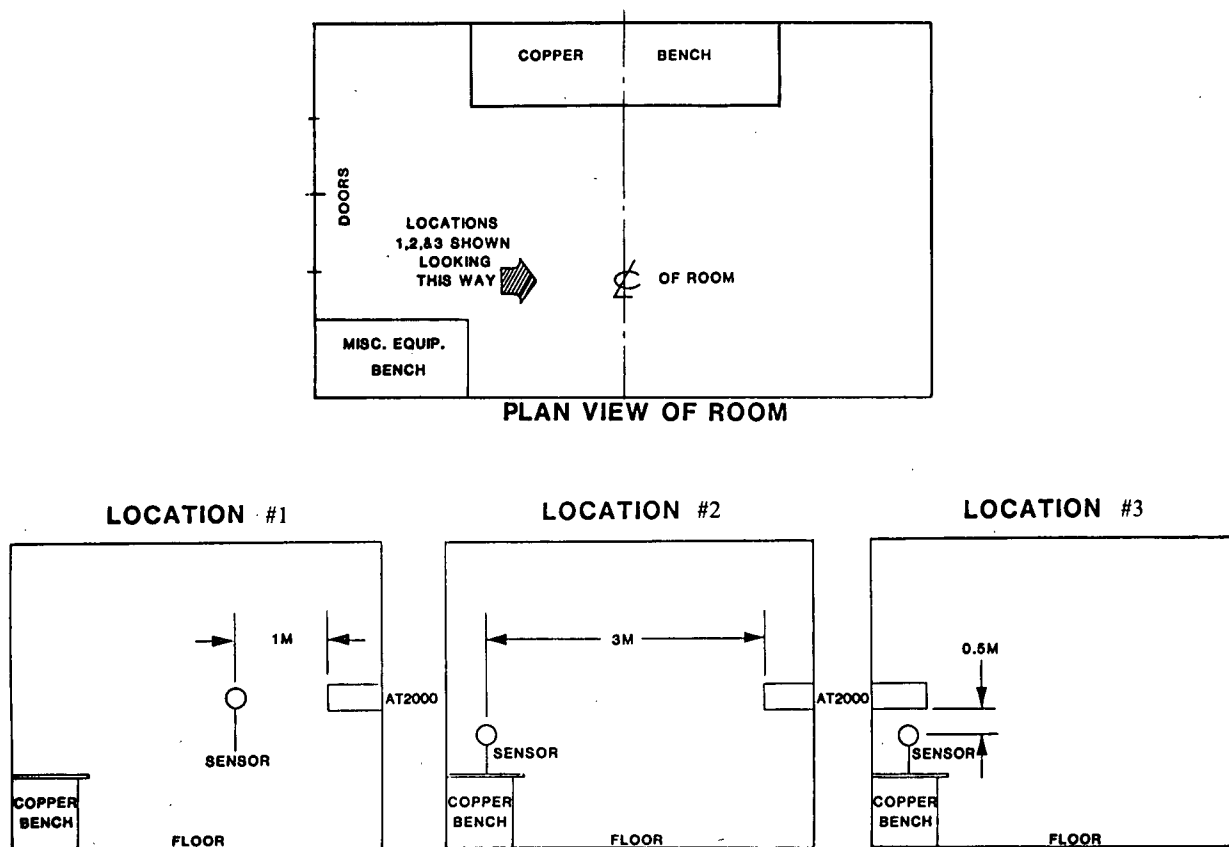 COPPER BENCH
DOORS
LOCATIONS
1,2,&3 SHOWN
LOOKING
THIS WAY
℄ OF ROOM
MISC. EQUIP.
BENCH
PLAN VIEW OF ROOM
LOCATION #1
1M
AT2000
SENSOR
COPPER
BENCH
FLOOR
LOCATION #2
3M
AT2000
SENSOR
COPPER
BENCH
FLOOR
LOCATION #3
0.5M
SENSOR
COPPER
BENCH
FLOOR